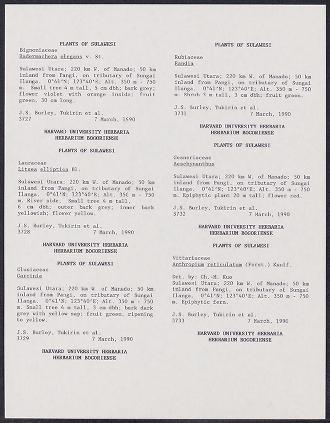 PLANTS OF SULAWESI
Bignoniaceae
Radermachera elegans v. St.
Sulawesi Utara; 220 km W. of Manado; 50 km
inland from Pangi, on tributary of Sungai
Ilanga. 0°41"N; 123°40"E; Alt. 350 m - 750
m. Small tree 4 m tall, 5 cm dbh; bark grey;
flower violet with orange inside; fruit
green, 30 cm long.
J.S. Burley, Tukirin et al.
3727 7 March, 1990
HARVARD UNIVERSITY HERBARIA
HERBARIUM BOGORIENSE
PLANTS OF SULAWESI
Lauraceae
Litsea elliptica Bl.
Sulawesi Utara; 220 km W. of Manado; 50 km
inland from Pangi, on tributary of Sungai
Ilanga. 0°41"N; 123°40"E; Alt. 350 m - 750
m. River side. Small tree 4 m tall,
6 cm dbh; outer bark grey; inner bark
yellowish; flower yellow.
J.S. Burley, Tukirin et al.
3728 7 March, 1990
HARVARD UNIVERSITY HERBARIA
HERBARIUM BOGORIENSE
PLANTS OF SULAWESI
Clusiaceae
Garcinia
Sulawesi Utara; 220 km W. of Manado; 50 km
inland from Pangi, on tributary of Sungai
Ilanga. 0°41"N; 123°40"E; Alt. 350 m - 750
m. Small tree 4 m tall, 5 cm dbh; bark dark
grey with yellow sap; fruit green, ripening
to yellow.
J.S. Burley, Tukirin et al.
3729 7 March, 1990
HARVARD UNIVERSITY HERBARIA
HERBARIUM BOGORIENSE
PLANTS OF SULAWESI
Rubiaceae
Randia
Sulawesi Utara; 220 km W. of Manado; 50 km
inland from Pangi, on tributary of Sungai
Ilanga. 0°41"N; 123°40"E; Alt. 350 m - 750
m. Shrub 3 m tall, 3 cm dbh; fruit green.
J.S. Burley, Tukirin et al.
3731 7 March, 1990
HARVARD UNIVERSITY HERBARIA
HERBARIUM BOGORIENSE
PLANTS OF SULAWESI
Gesneriaceae
Aeschynanthus
Sulawesi Utara; 220 km W. of Manado; 50 km
inland from Pangi, on tributary of Sungai
Ilanga. 0°41"N; 123°40"E; Alt. 350 m - 750
m. Epiphytic plant 20 m tall; flower red.
J.S. Burley, Tukirin et al.
3732 7 March, 1990
HARVARD UNIVERSITY HERBARIA
HERBARIUM BOGORIENSE
PLANTS OF SULAWESI
Vittariaceae
Anthropium reticulatum (Forst.) Kaulf.
Det. by: Ch.-M. Kuo
Sulawesi Utara; 220 km W. of Manado; 50 km
inland from Pangi, on tributary of Sungai
Ilanga. 0°41"N; 123°40"E; Alt. 350 m - 750
m. Epiphytic fern.
J.S. Burley, Tukirin et al.
3733 7 March, 1990
HARVARD UNIVERSITY HERBARIA
HERBARIUM BOGORIENSE